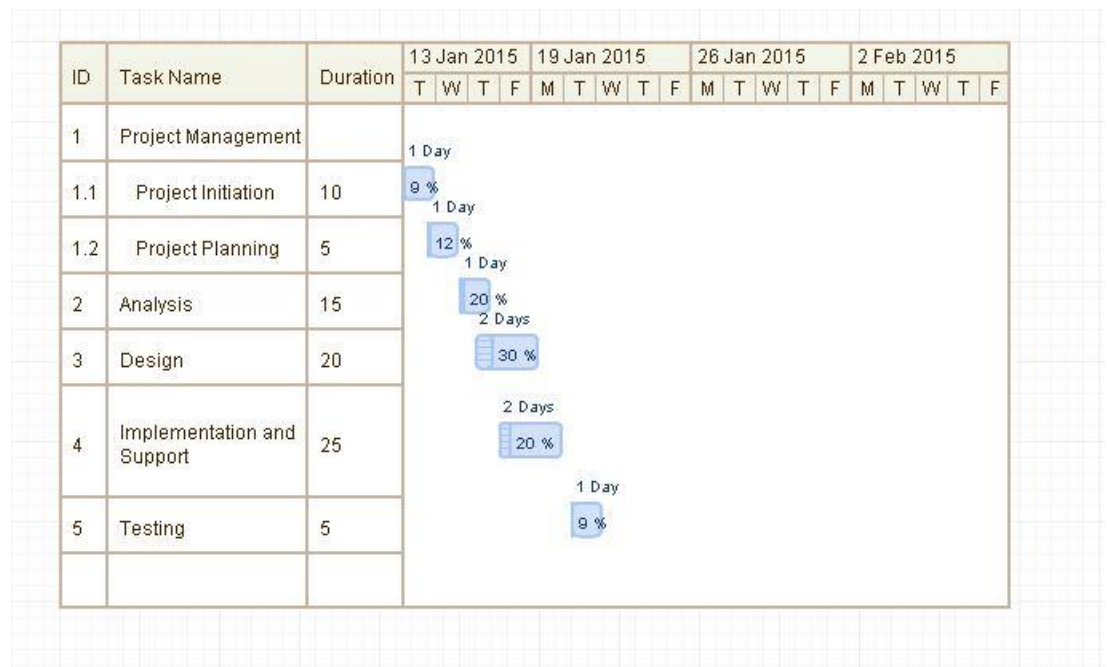 ID Task Name Duration 13 Jan 2015 19 Jan 2015 26 Jan 2015 2 Feb 2015
T W T F M T W T F M T W T F M T W T F
1 Project Management
1 Day
1.1 Project Initiation 10 9 %
1 Day
1.2 Project Planning 5 12 %
1 Day
2 Analysis 15 20 %
2 Days
3 Design 20 30 %
2 Days
4 Implementation and Support 25 20 %
1 Day
5 Testing 5 9 %